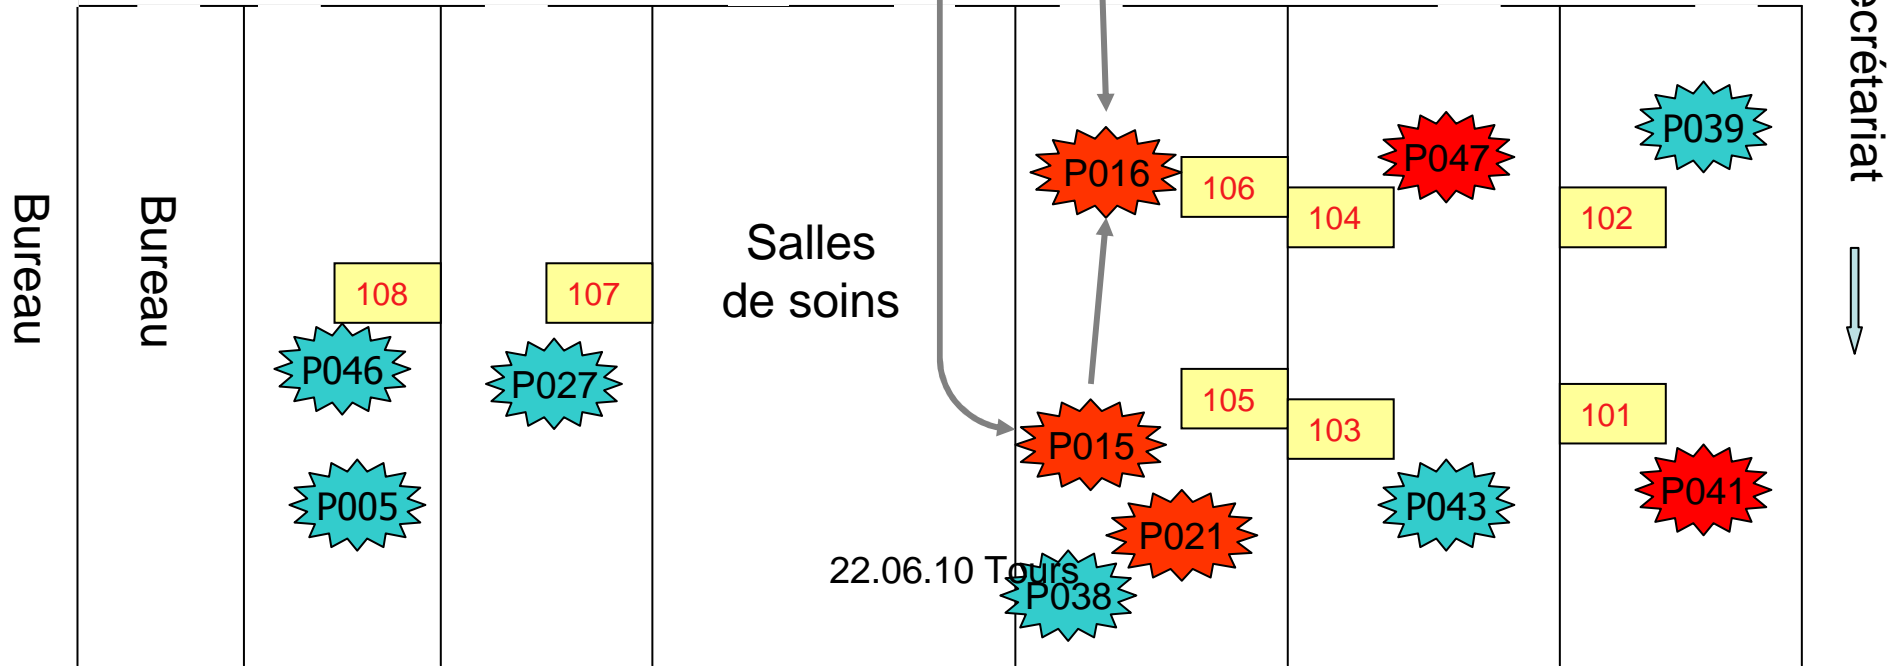 Bureau
Bureau
108
P046
P005
107
P027
Salles
de soins
22.06.10 Tours
P016
106
P015
105
P021
P038
P047
104
103
P043
P039
102
101
P041
ecrétariat